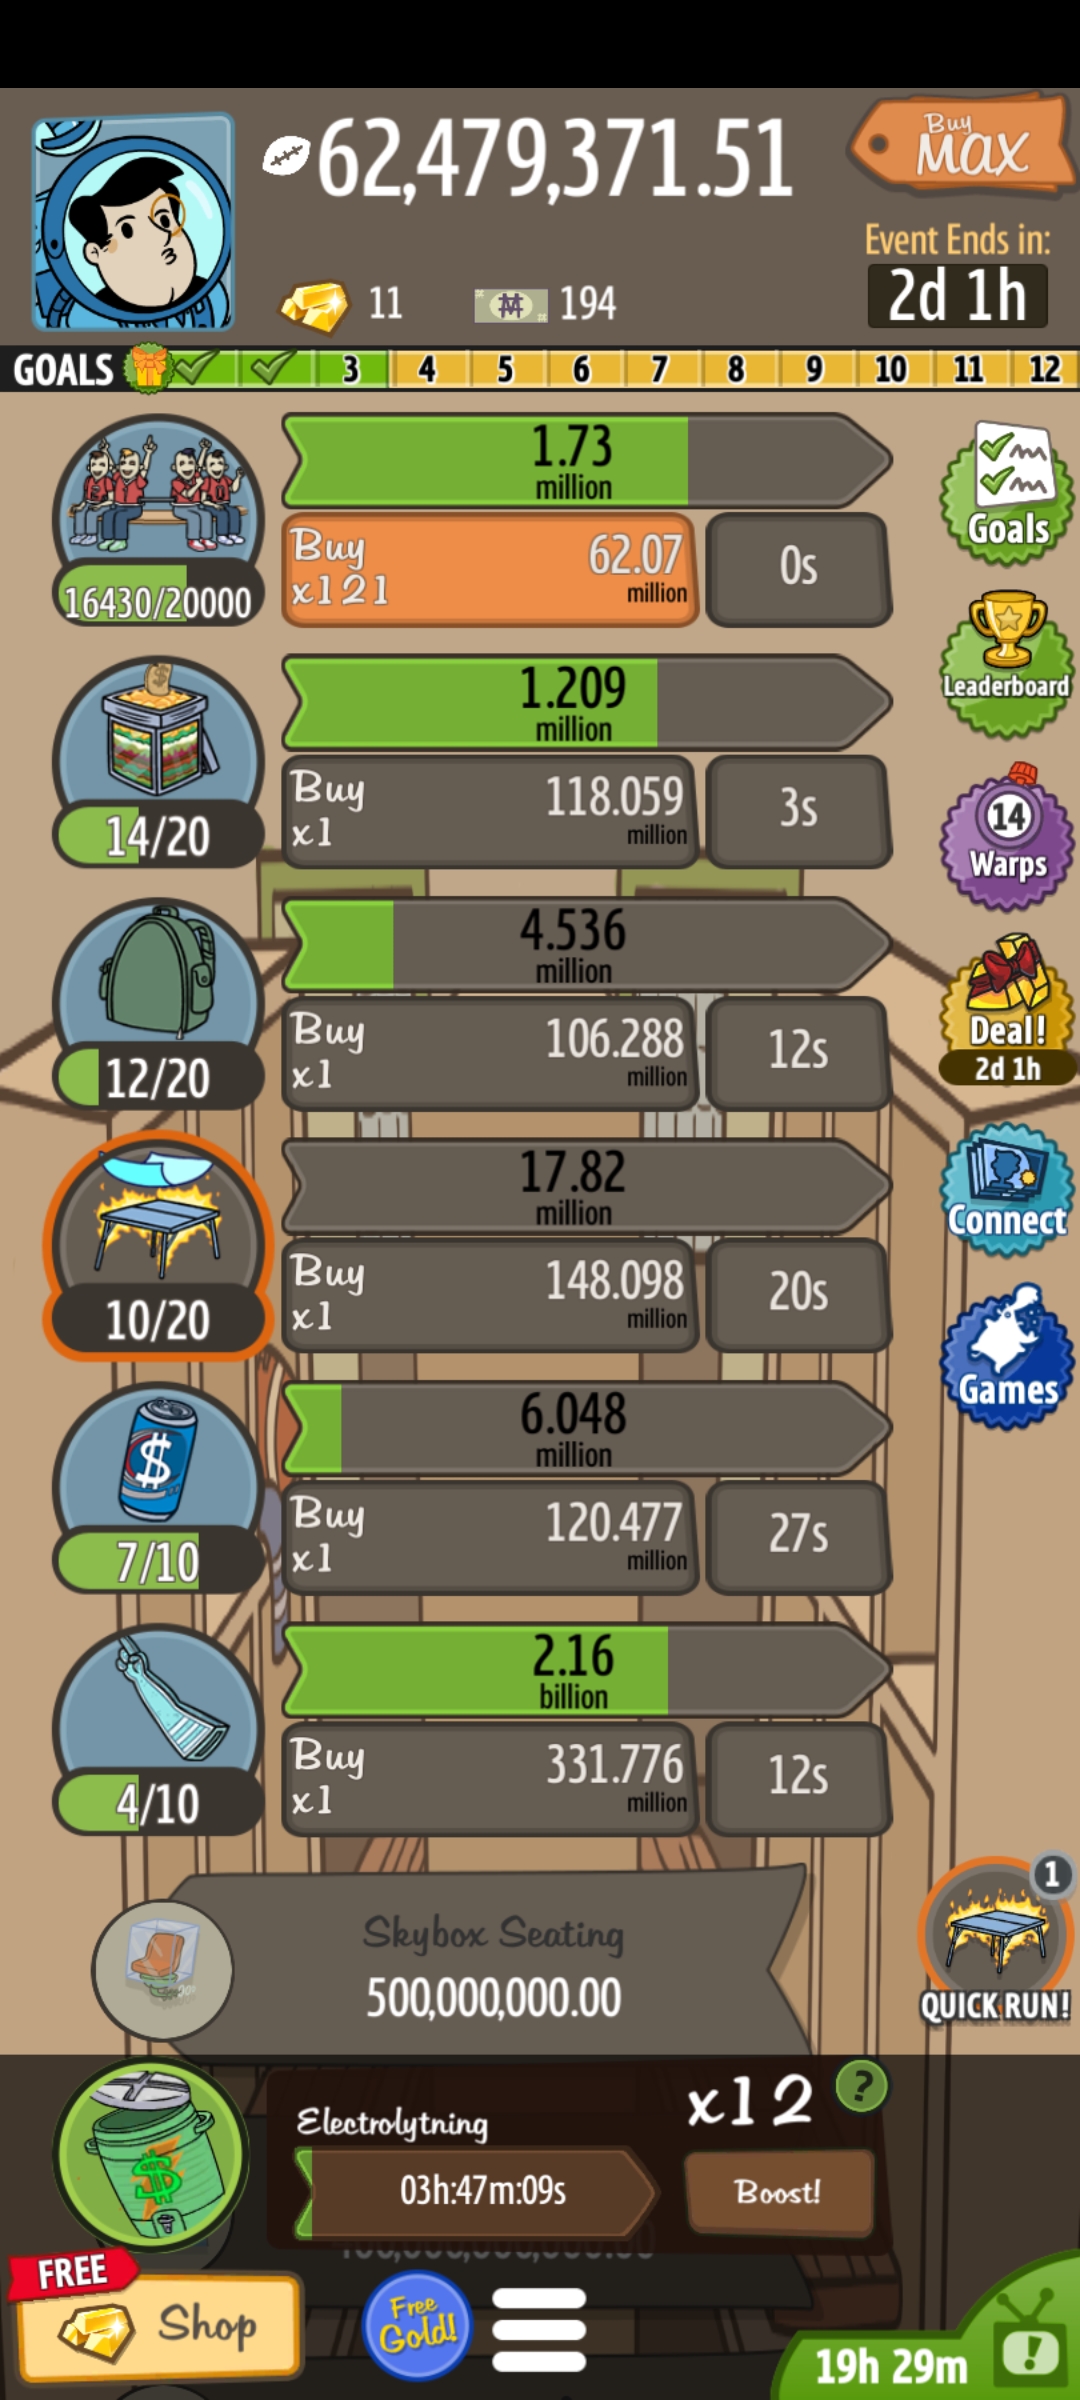 62,479,371.51
Buy
MAX
Event Ends in:
2d 1h
11
194
GOALS
3 4 5 6 7 8 9 10 11 12
1.73
million
16430/20000
Buy
x121
62.07
million
0s
Goals
1.209
million
Leaderboard
14/20
Buy
x1
118.059
million
3s
14
Warps
4.536
million
12/20
Buy
x1
106.288
million
12s
Deal!
2d 1h
17.82
million
10/20
Buy
x1
148.098
million
20s
Connect
6.048
million
Games
$
7/10
Buy
x1
120.477
million
27s
2.16
billion
4/10
Buy
x1
331.776
million
12s
Skybox Seating
500,000,000.00
1
QUICK RUN!
$
Electrolytning
x12
?
03h:47m:09s
Boost!
FREE
Shop
Free
Gold!
19h 29m
!